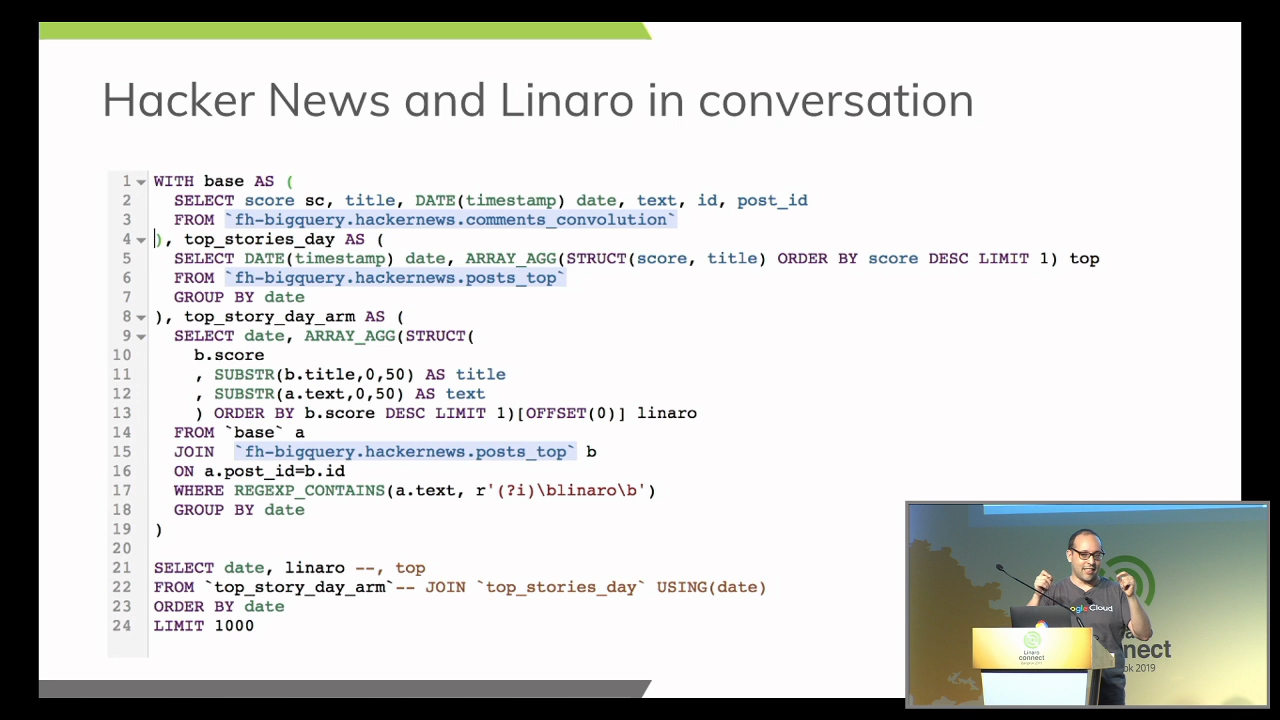 Hacker News and Linaro in conversation
1 WITH base AS (
2 SELECT score sc, title, DATE(timestamp) date, text, id, post_id
3 FROM `fh-bigquery.hackernews.comments_convolution`
4 ), top_stories_day AS (
5 SELECT DATE(timestamp) date, ARRAY_AGG(STRUCT(score, title) ORDER BY score DESC LIMIT 1) top
6 FROM `fh-bigquery.hackernews.posts_top`
7 GROUP BY date
8 ), top_story_day_arm AS (
9 SELECT date, ARRAY_AGG(STRUCT(
10 b.score
11 , SUBSTR(b.title,0,50) AS title
12 , SUBSTR(a.text,0,50) AS text
13 ) ORDER BY b.score DESC LIMIT 1)[OFFSET(0)] linaro
14 FROM `base` a
15 JOIN `fh-bigquery.hackernews.posts_top` b
16 ON a.post_id=b.id
17 WHERE REGEXP_CONTAINS(a.text, r'(?i)\blinaro\b')
18 GROUP BY date
19 )
20
21 SELECT date, linaro --, top
22 FROM `top_story_day_arm`-- JOIN `top_stories_day` USING(date)
23 ORDER BY date
24 LIMIT 1000
ogle Cloud
Linaro
connect
nnect
ok 2019